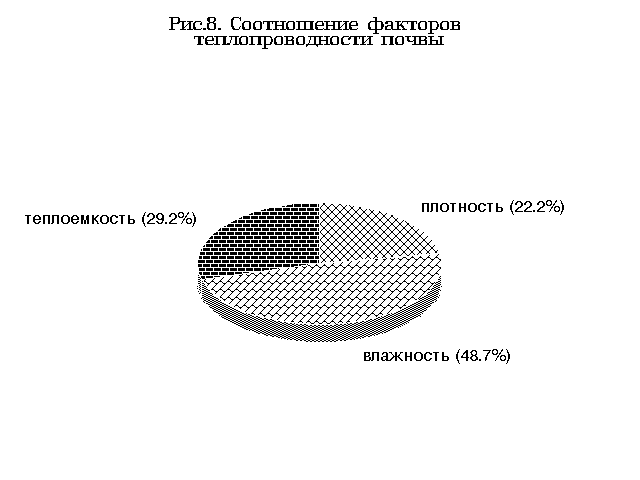 Рис.8. Соотношение факторов
теплопроводности почвы
плотность (22.2%)
теплоемкость (29.2%)
влажность (48.7%)